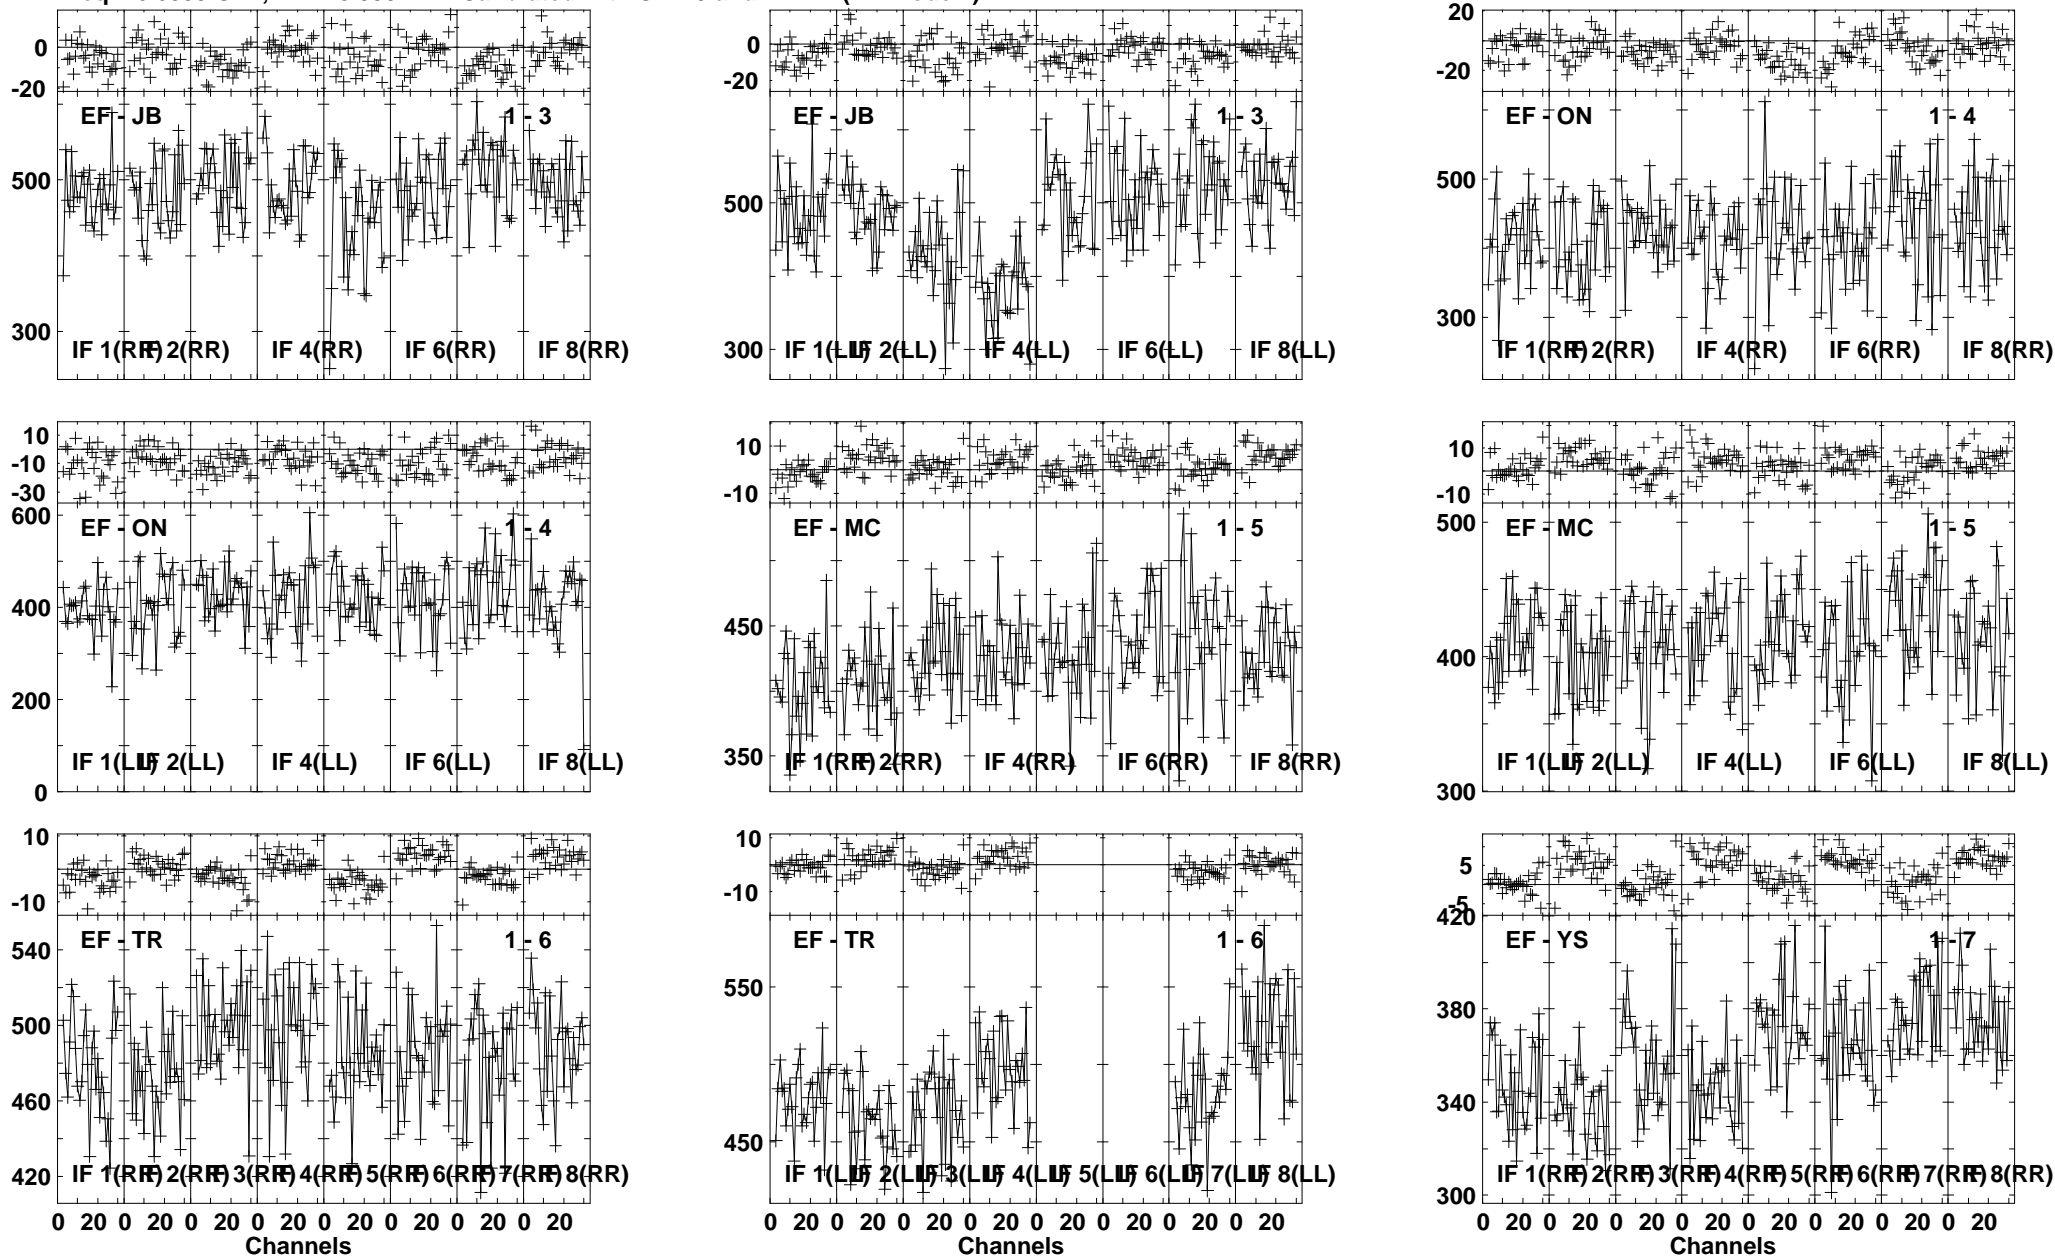 0
-20
EF - JB 1 - 3
500
300
IF 1(RR) IF 2(RR) IF 4(RR) IF 6(RR) IF 8(RR)
0
-20
EF - JB 1 - 3
500
300
IF 1(LL) IF 2(LL) IF 4(LL) IF 6(LL) IF 8(LL)
20
-20
EF - ON 1 - 4
500
300
IF 1(RR) IF 2(RR) IF 4(RR) IF 6(RR) IF 8(RR)
10
-10
-30
600
EF - ON 1 - 4
400
200
IF 1(LL) IF 2(LL) IF 4(LL) IF 6(LL) IF 8(LL)
0
10
-10
EF - MC 1 - 5
450
350
IF 1(RR) IF 2(RR) IF 4(RR) IF 6(RR) IF 8(RR)
10
-10
500
EF - MC 1 - 5
400
IF 1(LL) IF 2(LL) IF 4(LL) IF 6(LL) IF 8(LL)
300
10
-10
EF - TR 1 - 6
540
500
460
420
IF 1(RR) IF 2(RR) IF 3(RR) IF 4(RR) IF 5(RR) IF 6(RR) IF 7(RR) IF 8(RR)
0 20 0 20 0 20 0 20 0 20 0 20 0 20 0 20
Channels
10
-10
EF - TR 1 - 6
550
450
IF 1(LL) IF 2(LL) IF 3(LL) IF 4(LL) IF 5(LL) IF 6(LL) IF 7(LL) IF 8(LL)
0 20 0 20 0 20 0 20 0 20 0 20 0 20 0 20
Channels
5
-5
420
EF - YS 1 - 7
380
340
300
IF 1(RR) IF 2(RR) IF 3(RR) IF 4(RR) IF 5(RR) IF 6(RR) IF 7(RR) IF 8(RR)
0 20 0 20 0 20 0 20 0 20 0 20 0 20 0 20
Channels